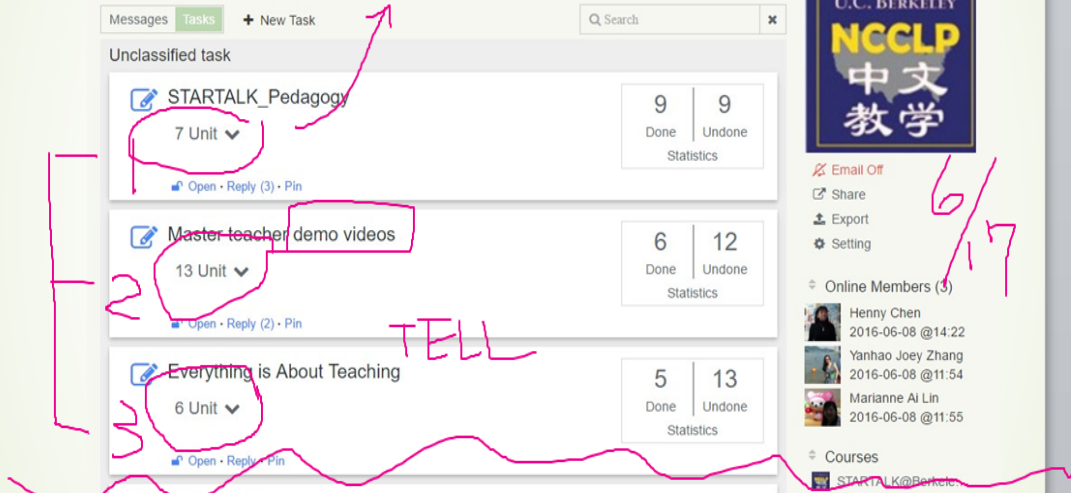 Messages Tasks + New Task Search
U.C. BERKELEY
NCCLP
中文
教学
Unclassified task
STARTALK_Pedagogy
7 Unit
9 9
Done Undone
Statistics
1
Open · Reply (3) · Pin
Email Off
Share
Export
Setting
6/17
Master teacher demo videos
13 Unit
6 12
Done Undone
Statistics
2
Open · Reply (2) · Pin
TELL
Online Members (3)
Henny Chen
2016-06-08 @14:22
Yanhao Joey Zhang
2016-06-08 @11:54
Marianne Ai Lin
2016-06-08 @11:55
Everything is About Teaching
6 Unit
5 13
Done Undone
Statistics
3
Open · Reply · Pin
Courses
STARTALK@Berkele...